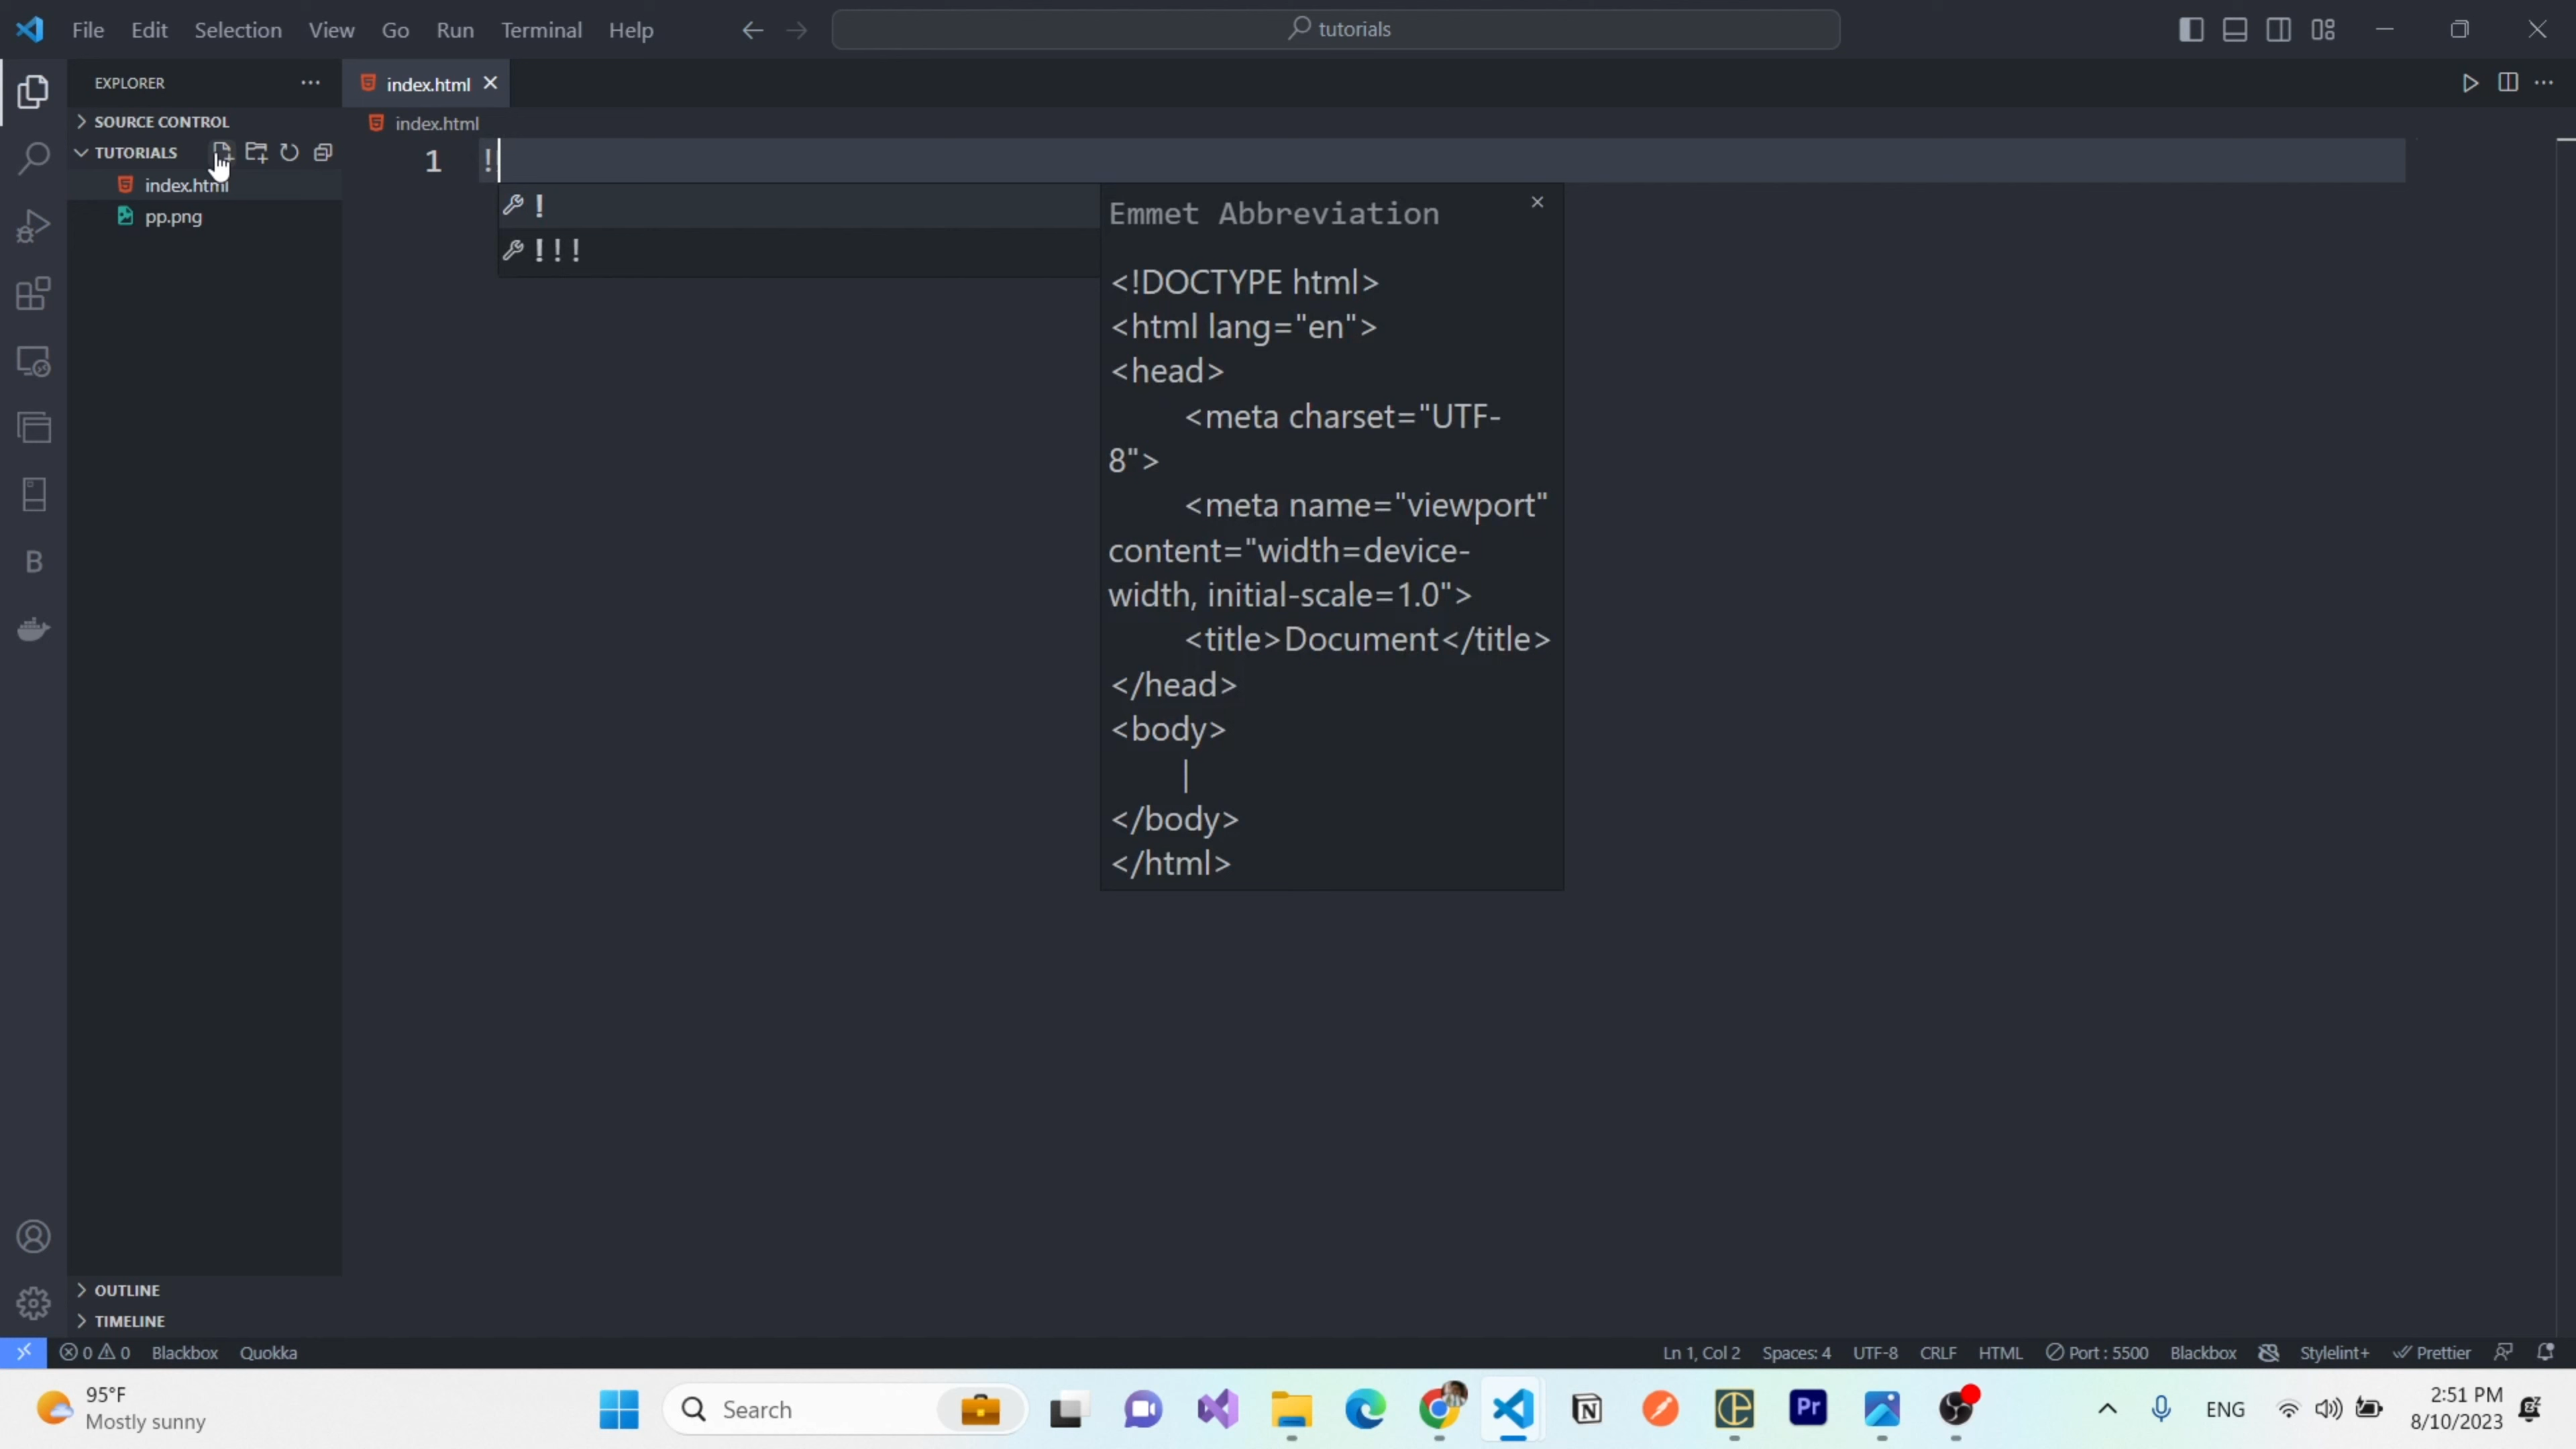 File Edit Selection View Go Run Terminal Help tutorials
EXPLORER
index.html
SOURCE CONTROL
index.html
TUTORIALS
index.html
pp.png
1 !
!
!!!
Emmet Abbreviation
<!DOCTYPE html>
<html lang="en">
<head>
<meta charset="UTF-
8">
<meta name="viewport"
content="width=device-
width, initial-scale=1.0">
<title>Document</title>
</head>
<body>
|
</body>
</html>
B
OUTLINE
TIMELINE
0 0 Blackbox Quokka Ln 1, Col 2 Spaces: 4 UTF-8 CRLF HTML Port : 5500 Blackbox Stylelint+ Prettier
95°F
Mostly sunny
Search
Pr
ENG
2:51 PM
8/10/2023